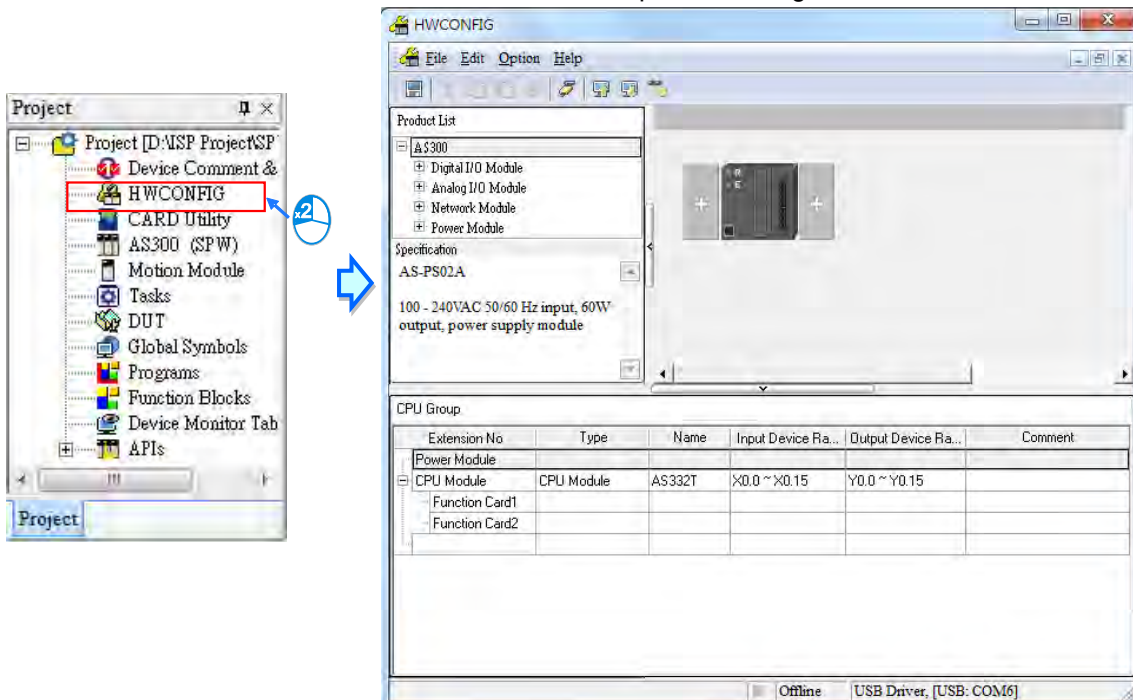 Project
Project [D:\ISP Project\SP
Device Comment &
HWCONFIG
CARD Utility
AS300 (SPW)
Motion Module
Tasks
DUT
Global Symbols
Programs
Function Blocks
Device Monitor Tab
APIs
Project
x2
HWCONFIG
File Edit Option Help
Product List
AS300
Digital I/O Module
Analog I/O Module
Network Module
Power Module
Specification
AS-PS02A
100 - 240VAC 50/60 Hz input, 60W
output, power supply module
CPU Group
Extension No Type Name Input Device Ra... Output Device Ra... Comment
Power Module
CPU Module CPU Module AS332T X0.0 ~ X0.15 Y0.0 ~ Y0.15
Function Card1
Function Card2
Offline USB Driver, [USB: COM6]